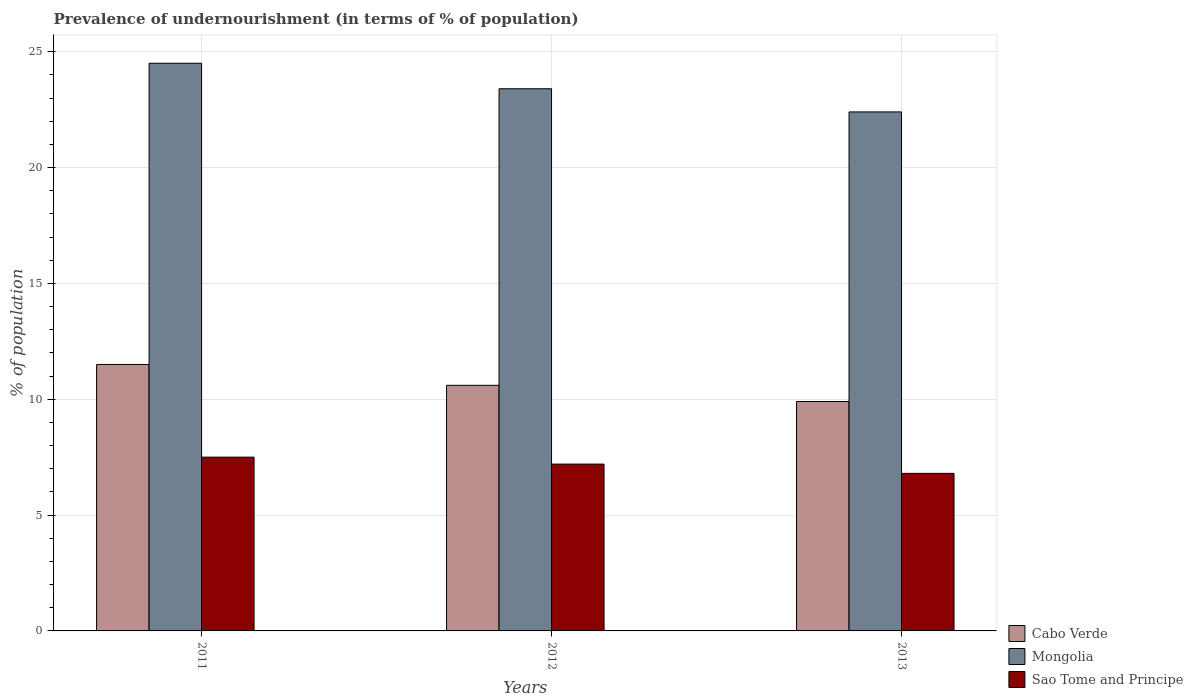 Prevalence of undernourishment (in terms of % of population)
% of population
25
20
15
10
5
0
2011
2012
2013
Years
Cabo Verde
Mongolia
Sao Tome and Principe